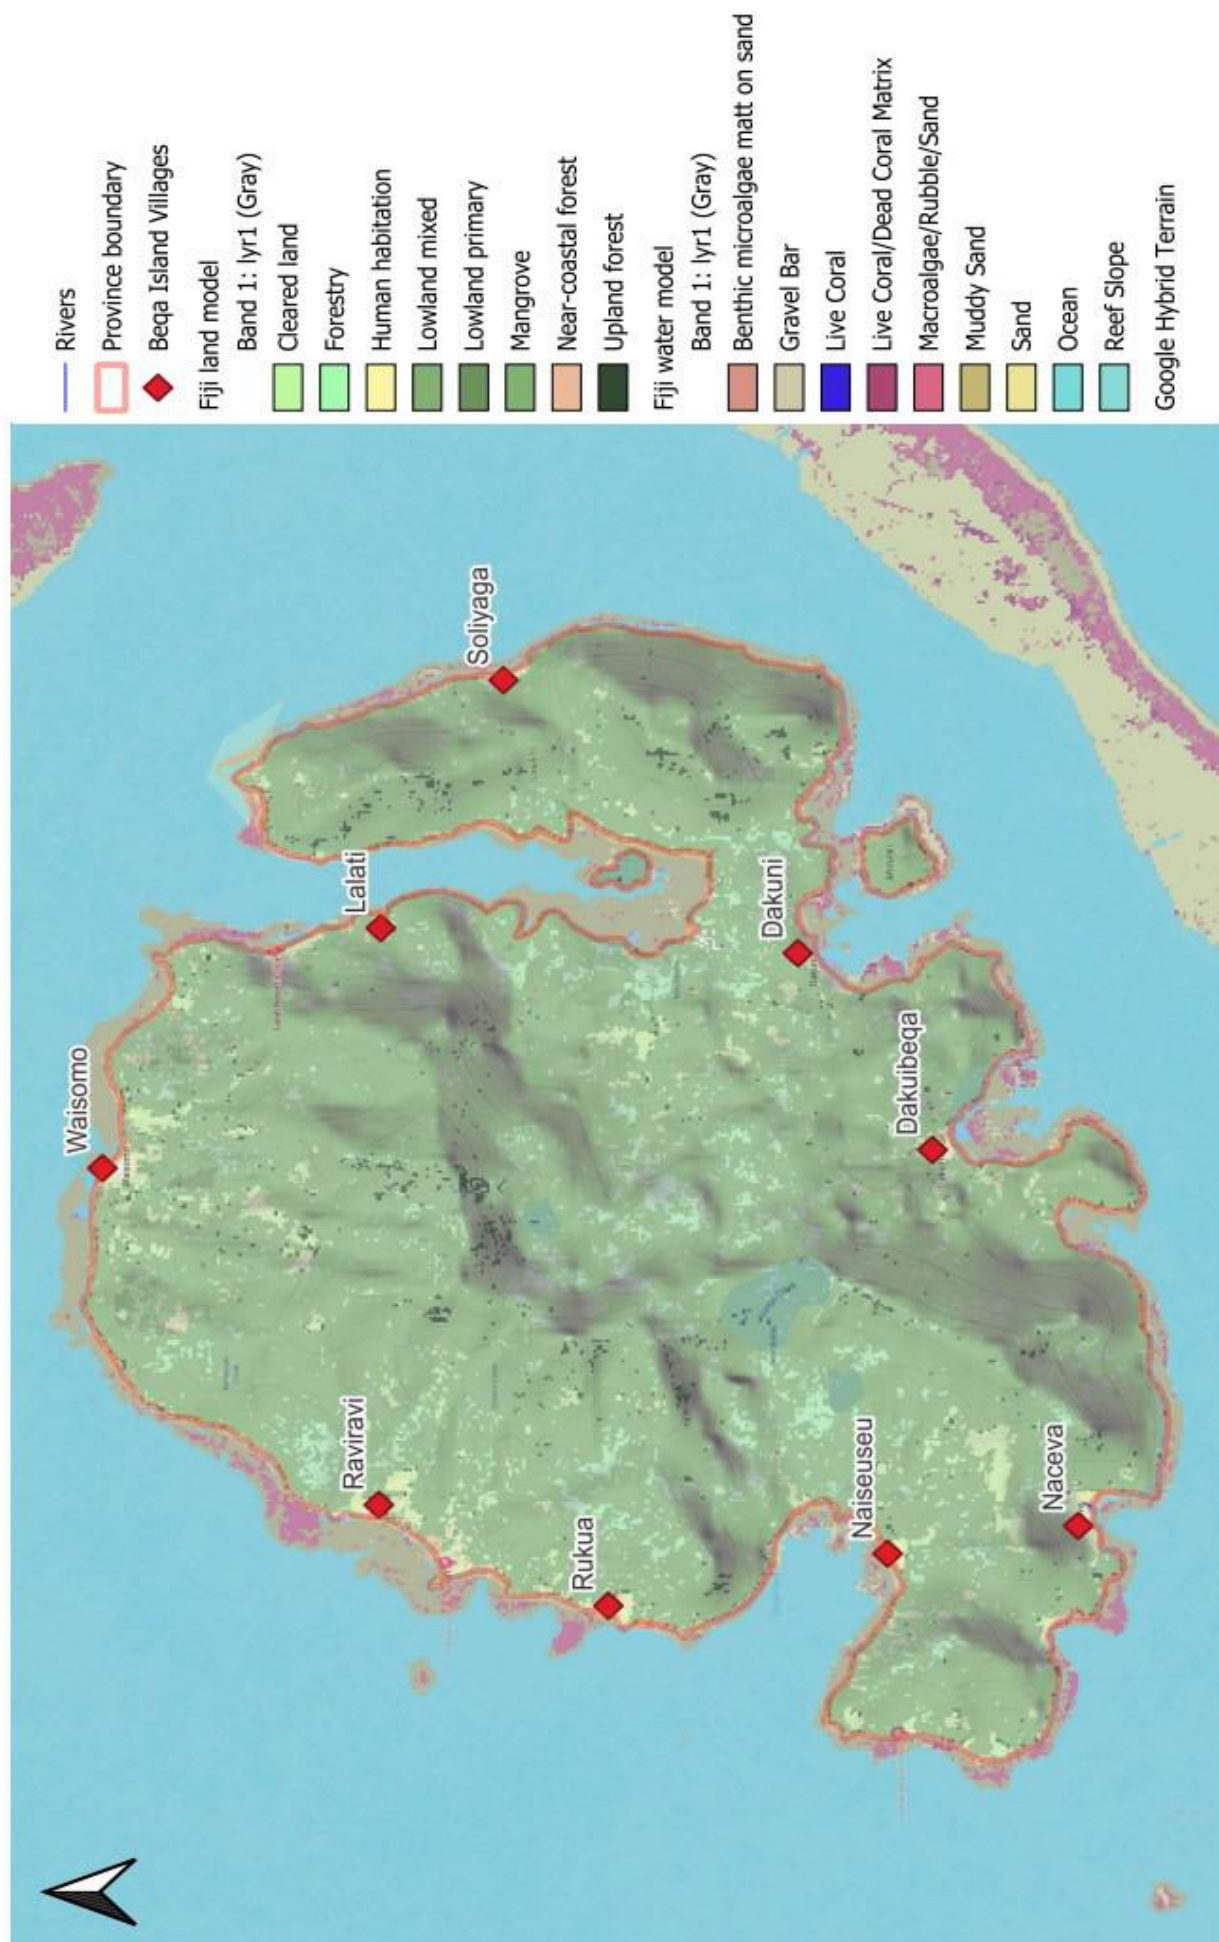 Waisomo
Raviravi
Lalati
Soliyaga
Rukua
Dakuni
Naiseuseu
Dakuibeqa
Naceva
Rivers
Province boundary
Beqa Island Villages
Fiji land model
Band 1: lyr1 (Gray)
Cleared land
Forestry
Human habitation
Lowland mixed
Lowland primary
Mangrove
Near-coastal forest
Upland forest
Fiji water model
Band 1: lyr1 (Gray)
Benthic microalgae matt on sand
Gravel Bar
Live Coral
Live Coral/Dead Coral Matrix
Macroalgae/Rubble/Sand
Muddy Sand
Sand
Ocean
Reef Slope
Google Hybrid Terrain